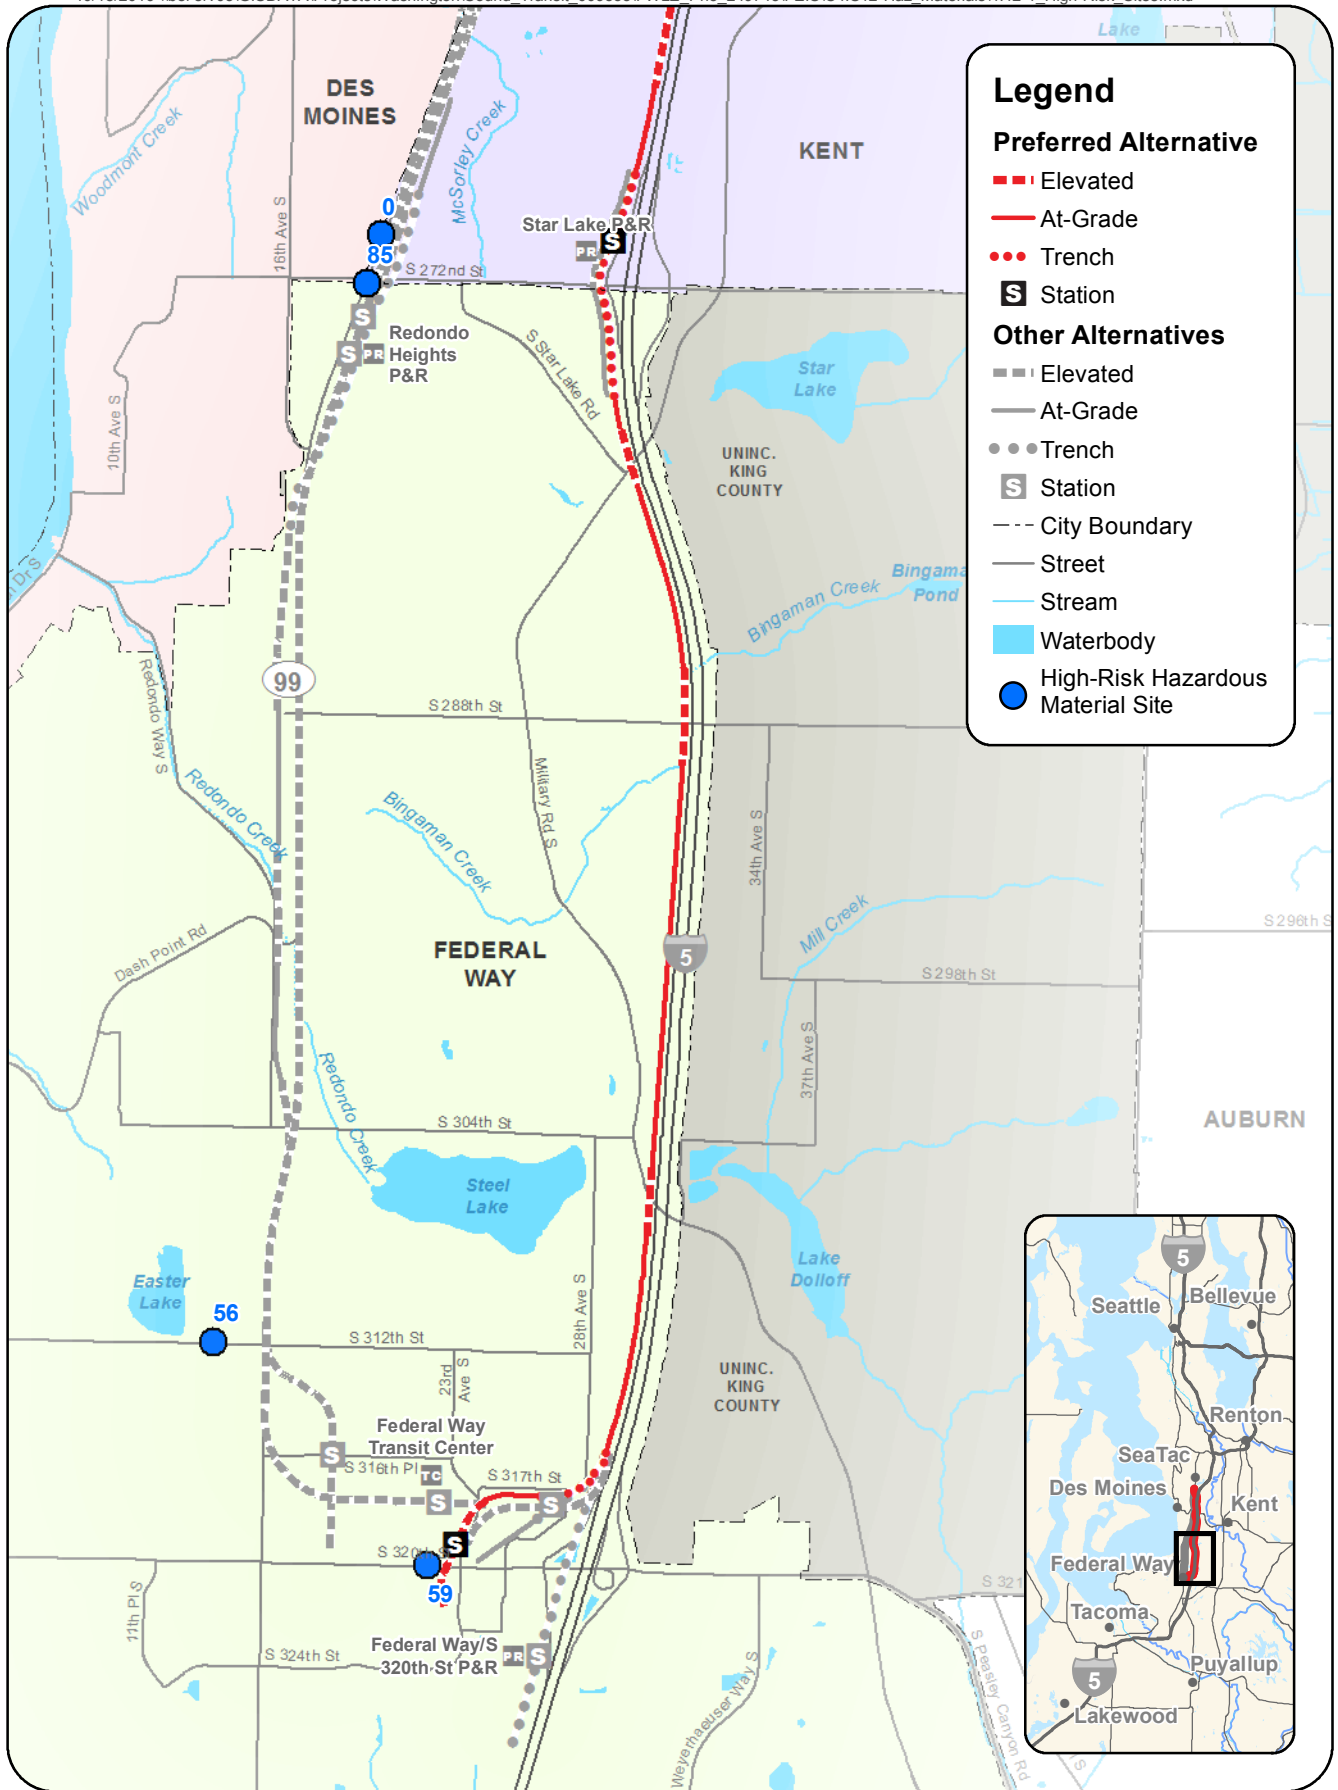 Lake
DES
MOINES
KENT
Woodmont Creek
McSorley Creek
16th Ave S
0
85
Star Lake P&R
S
PR
S 272nd St
S
S
PR
Redondo
Heights
P&R
S Star Lake Rd
Star
Lake
10th Ave S
UNINC.
KING
COUNTY
Bingaman Creek
Bingama
Pond
Redondo Way S
99
S 288th St
Redondo Creek
Bingaman Creek
Military Rd S
34th Ave S
Mill Creek
Dash Point Rd
FEDERAL
WAY
5
S 298th St
S 296th S
37th Ave S
Redondo Creek
S 304th St
AUBURN
Steel
Lake
Easter
Lake
Lake
Dolloff
56
S 312th St
28th Ave S
23rd
Ave S
UNINC.
KING
COUNTY
Federal Way
Transit Center
S
S 316th Pl
TC
S 317th St
S
S
S
S 320th St
59
S 321
11th Pl S
S 324th St
Federal Way/S
320th St P&R
PR
S
Weyerhaeuser Way S
S Peasley Canyon Rd
Legend
Preferred Alternative
Elevated
At-Grade
Trench
S Station
Other Alternatives
Elevated
At-Grade
Trench
S Station
City Boundary
Street
Stream
Waterbody
High-Risk Hazardous
Material Site
5
Seattle
Bellevue
Renton
SeaTac
Des Moines
Kent
Federal Way
Tacoma
5
Puyallup
Lakewood